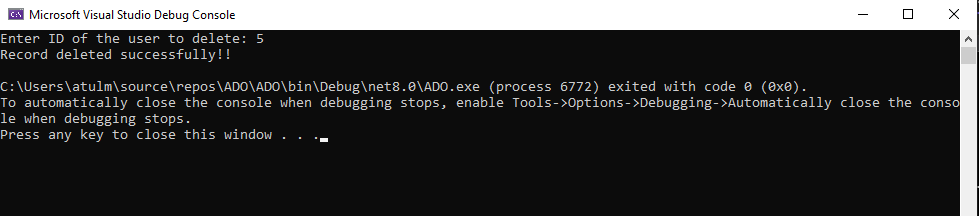 Microsoft Visual Studio Debug Console
Enter ID of the user to delete: 5
Record deleted successfully!!
C:\Users\atulm\source\repos\ADO\ADO\bin\Debug\net8.0\ADO.exe (process 6772) exited with code 0 (0x0).
To automatically close the console when debugging stops, enable Tools->Options->Debugging->Automatically close the conso
le when debugging stops.
Press any key to close this window . . .